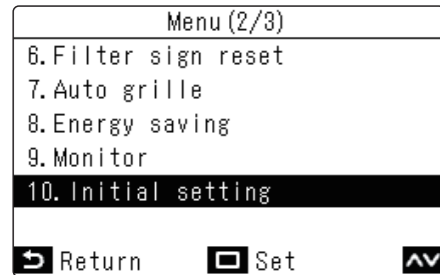 Menu(2/3)
6.Filter sign reset
7.Auto grille
8.Energy saving
9.Monitor
10.Initial setting
Return Set